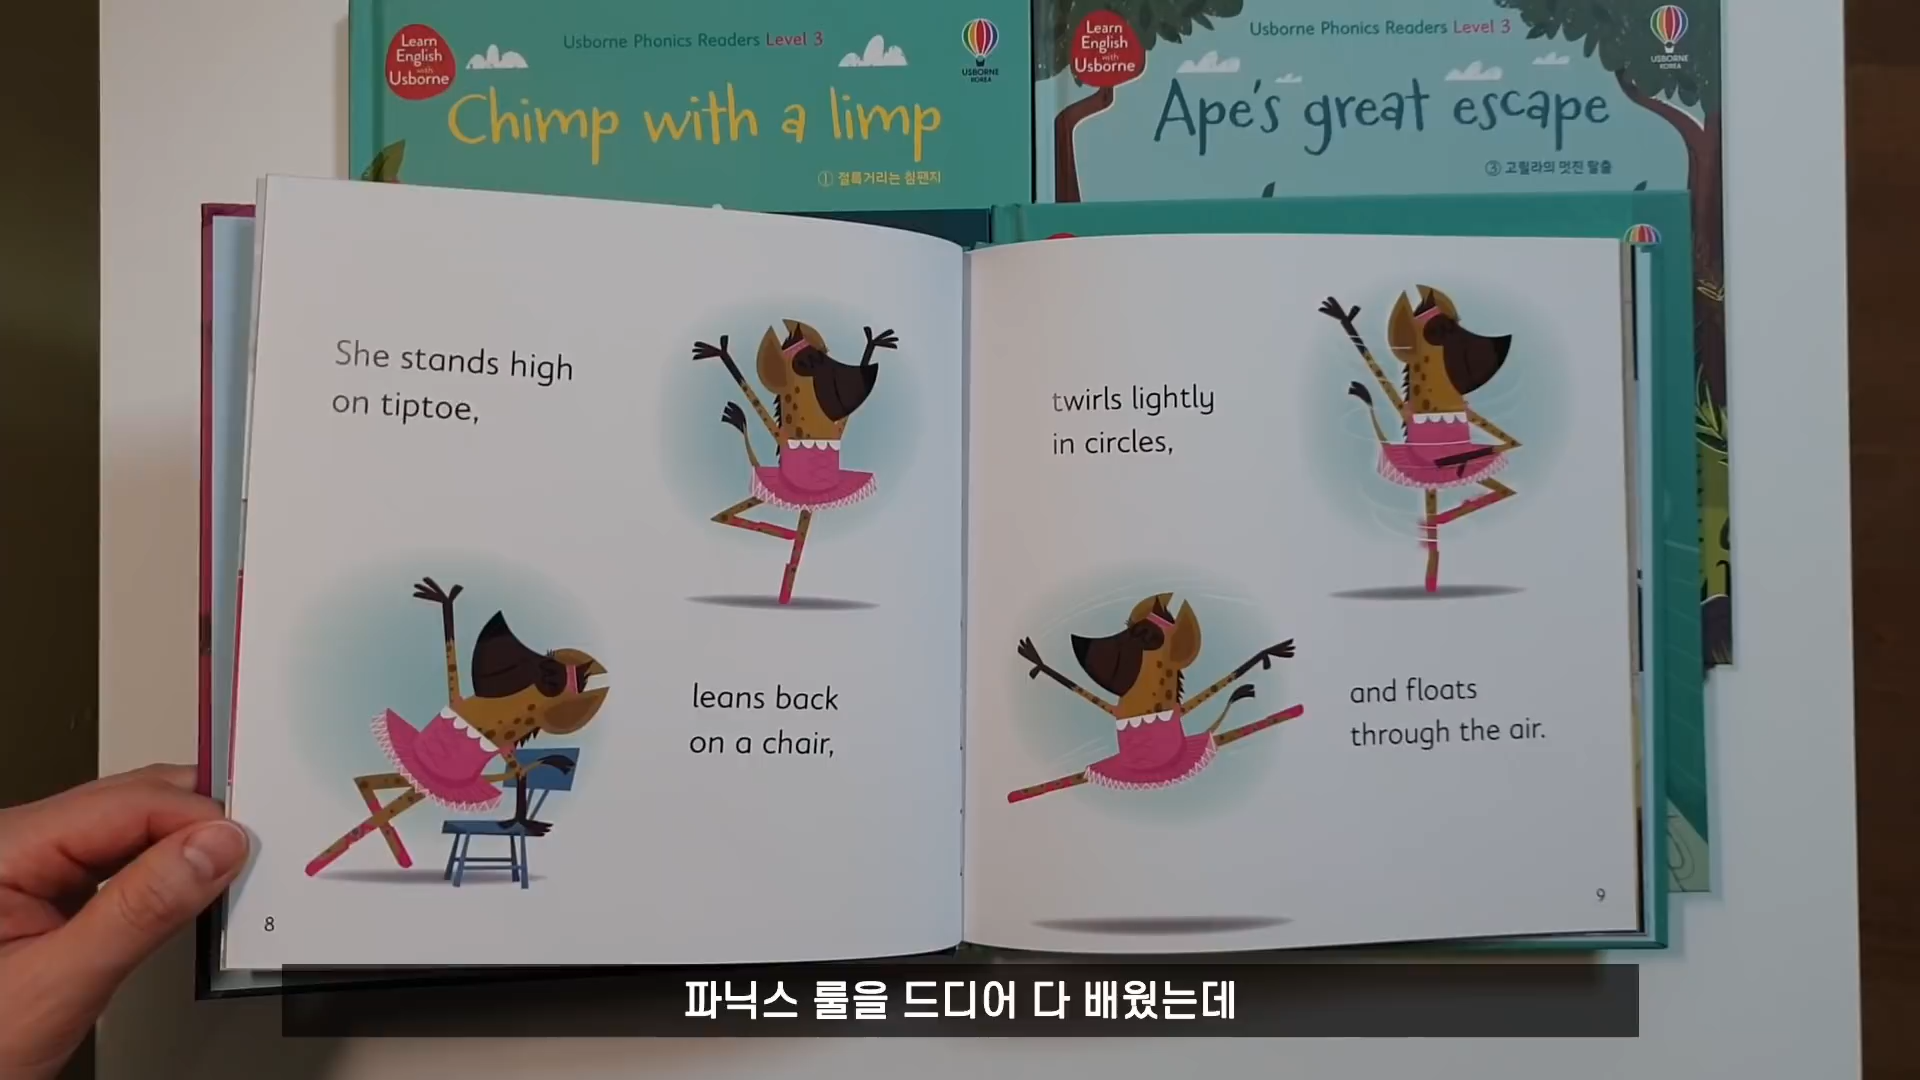 Learn
English
with
Usborne
Usborne Phonics Readers Level 3
USBORNE
KOREA
Chimp with a limp
① 절뚝거리는 침팬지
Learn
English
with
Usborne
Usborne Phonics Readers Level 3
USBORNE
KOREA
Ape's great escape
③ 고릴라의 멋진 탈출
She stands high
on tiptoe,
leans back
on a chair,
8
twirls lightly
in circles,
and floats
through the air.
9
파닉스 룰을 드디어 다 배웠는데